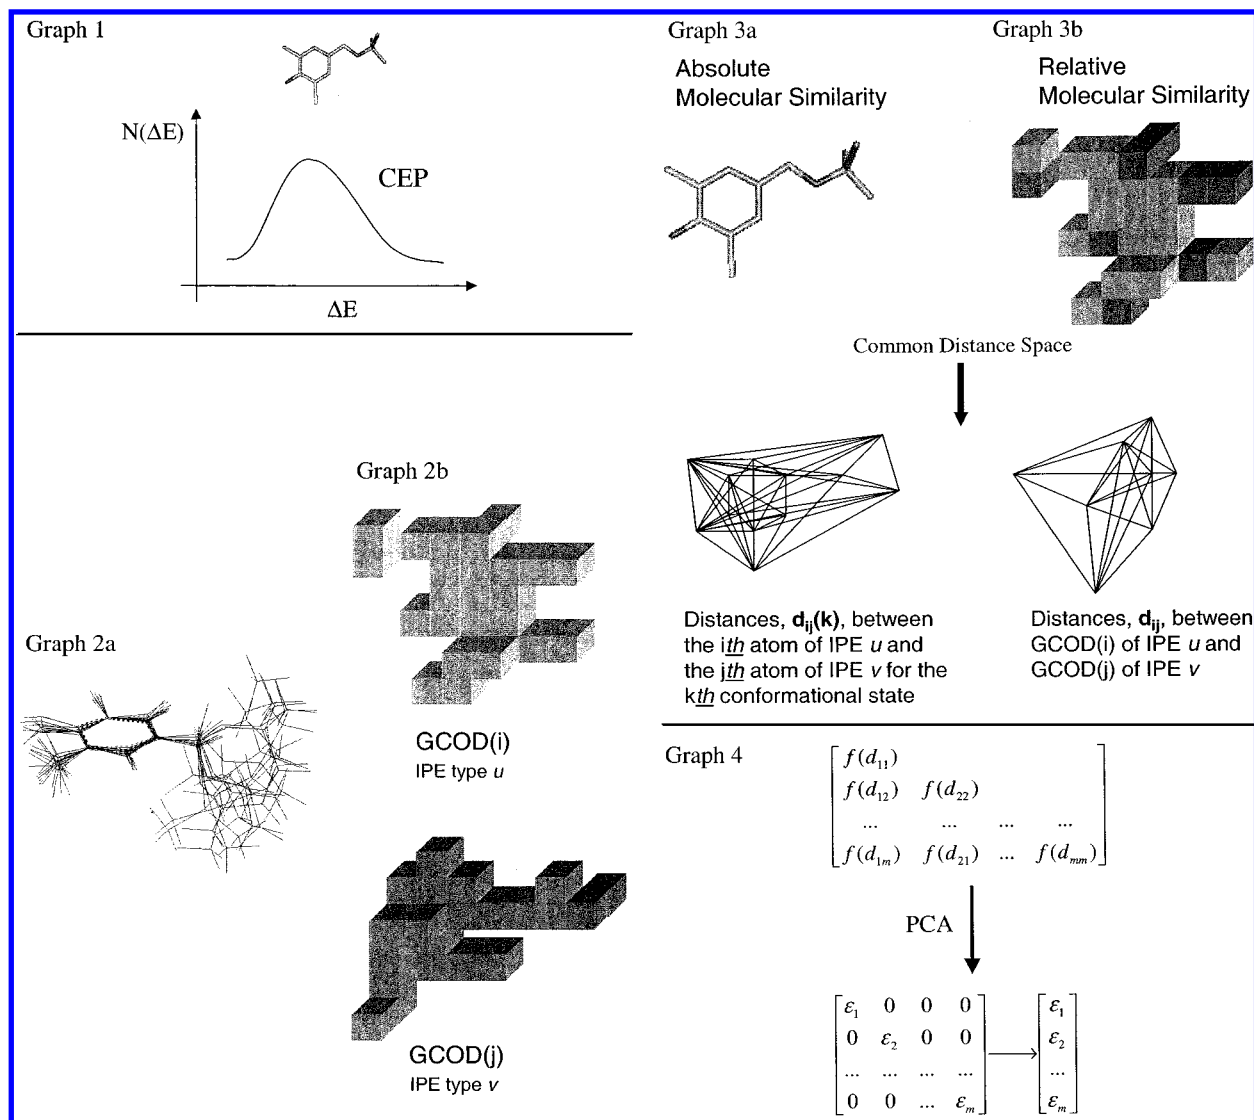 Graph 1
N(ΔE)
CEP
ΔE
Graph 2a
Graph 2b
GCOD(i)
IPE type u
GCOD(j)
IPE type v
Graph 3a
Absolute
Molecular Similarity
Graph 3b
Relative
Molecular Similarity
Common Distance Space
Distances, dij(k), between
the ith atom of IPE u and
the jth atom of IPE v for the
kth conformational state
Distances, dij, between
GCOD(i) of IPE u and
GCOD(j) of IPE v
Graph 4
f(d11)
f(d12) f(d22)
... ... ... ...
f(d1m) f(d21) ... f(dmm)
PCA
ε1 0 0 0
0 ε2 0 0
... ... ... ...
0 0 ... εm
ε1
ε2
...
εm